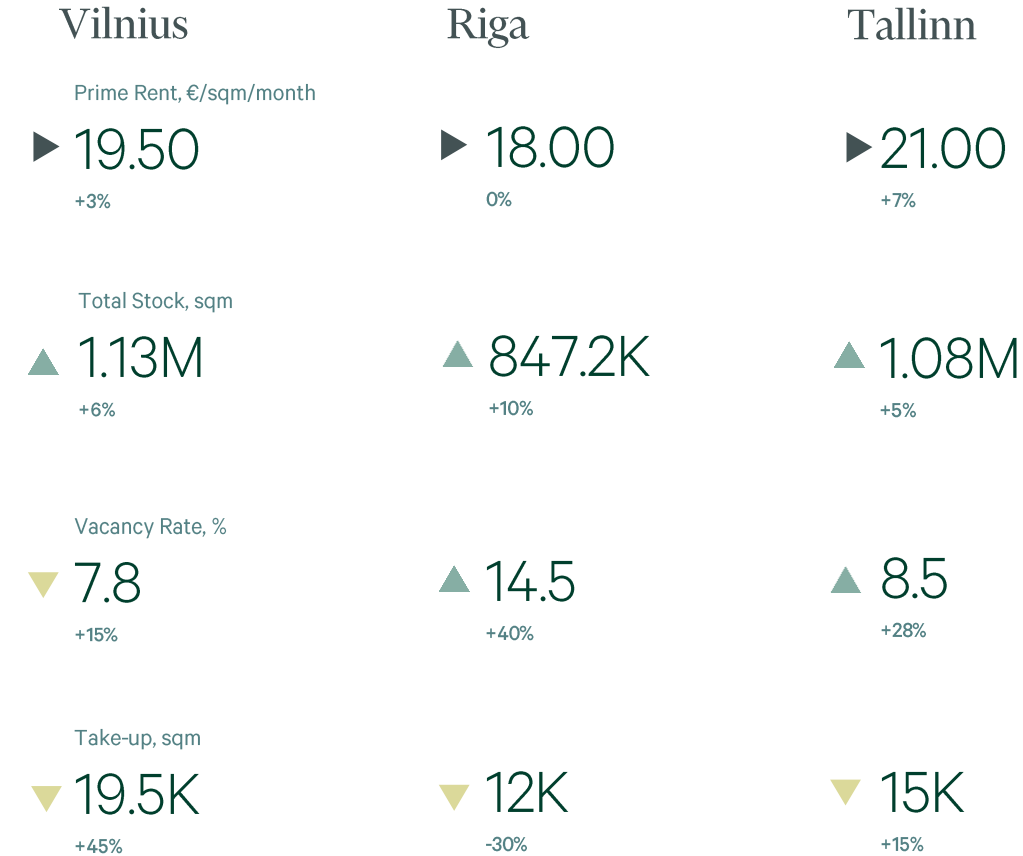 Vilnius
Riga
Tallinn
Prime Rent, €/sqm/month
19.50
18.00
21.00
+3%
0%
+7%
Total Stock, sqm
1.13M
847.2K
1.08M
+6%
+10%
+5%
Vacancy Rate, %
7.8
14.5
8.5
+15%
+40%
+28%
Take-up, sqm
19.5K
12K
15K
+45%
-30%
+15%